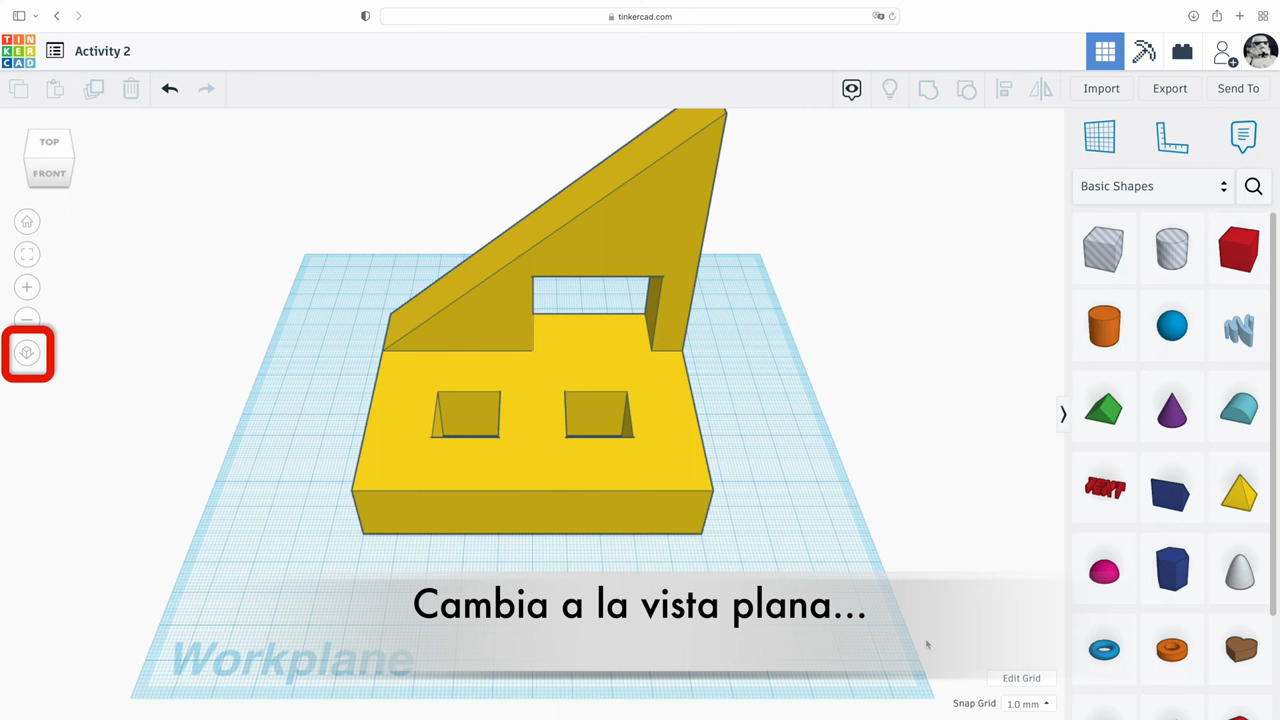 tinkercad.com
TIN
KER
CAD
Activity 2
Import
Export
Send To
TOP
FRONT
Basic Shapes
TEXT
Cambia a la vista plana...
Workplane
Edit Grid
Snap Grid
1.0 mm